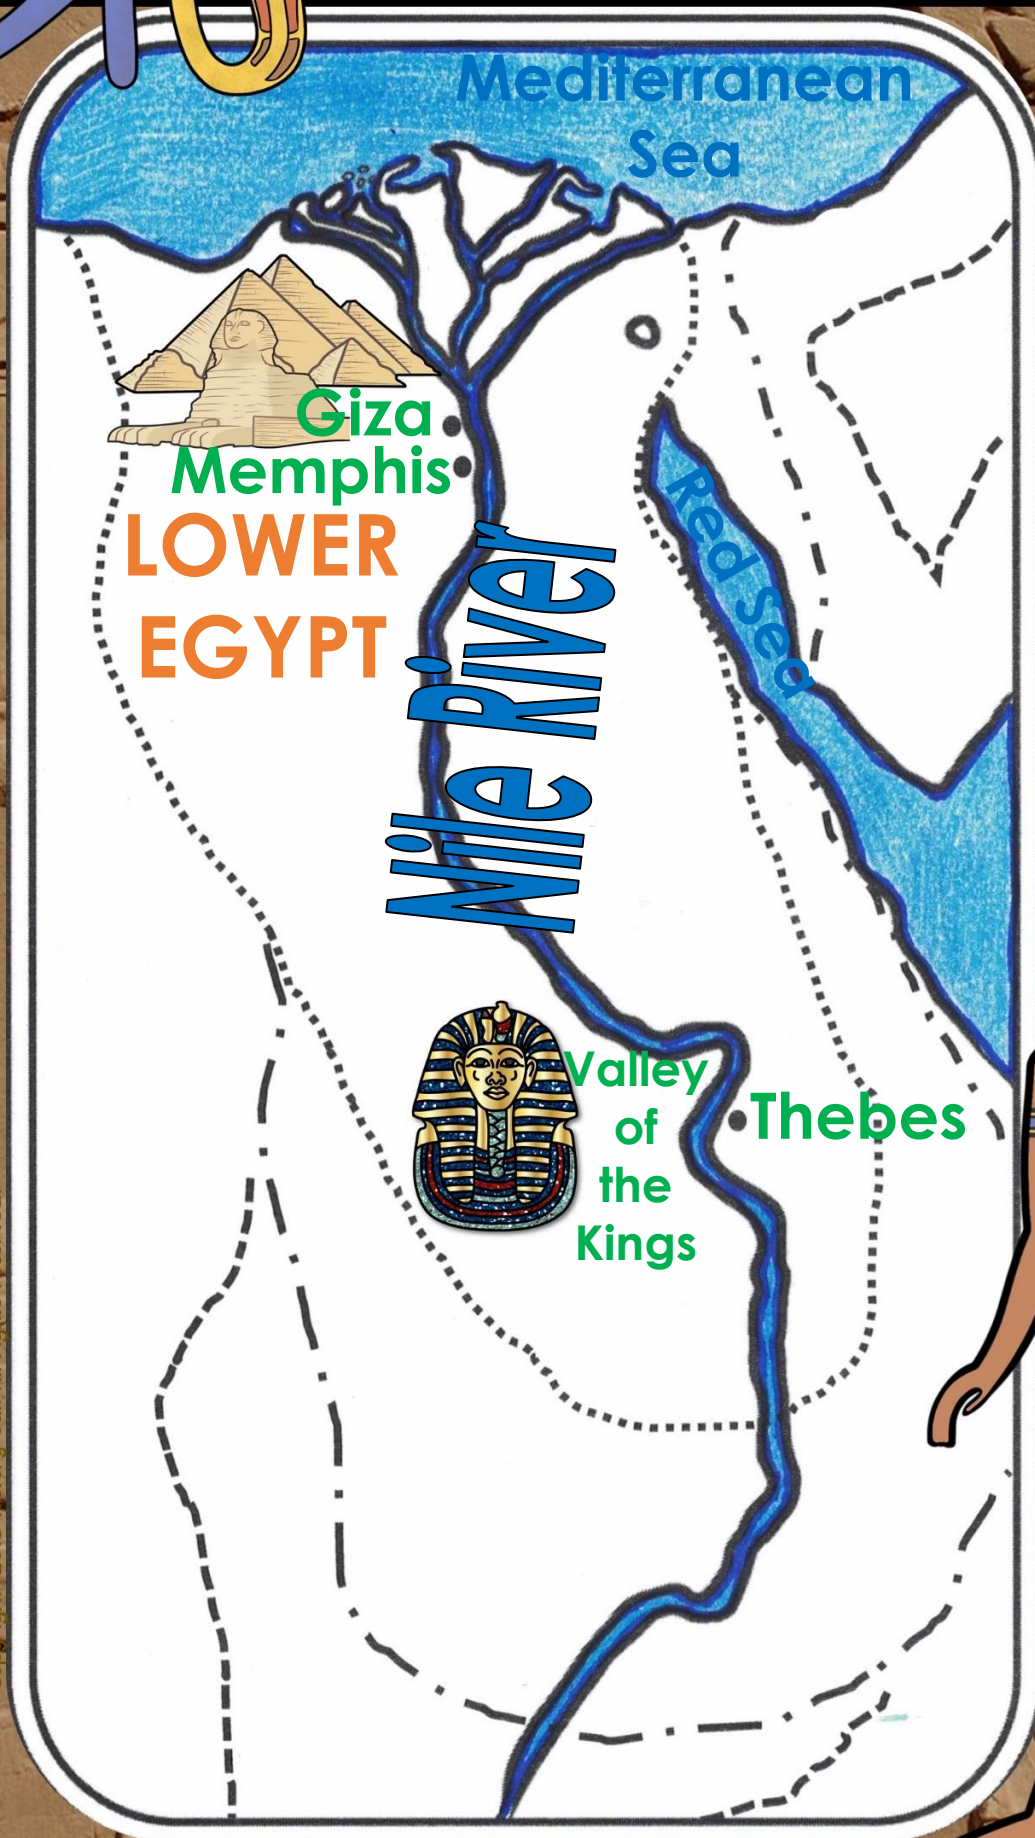 Mediterranean
Sea
Giza
Memphis
LOWER
EGYPT
Red Sea
Nile River
Valley
of
the
Kings
Thebes